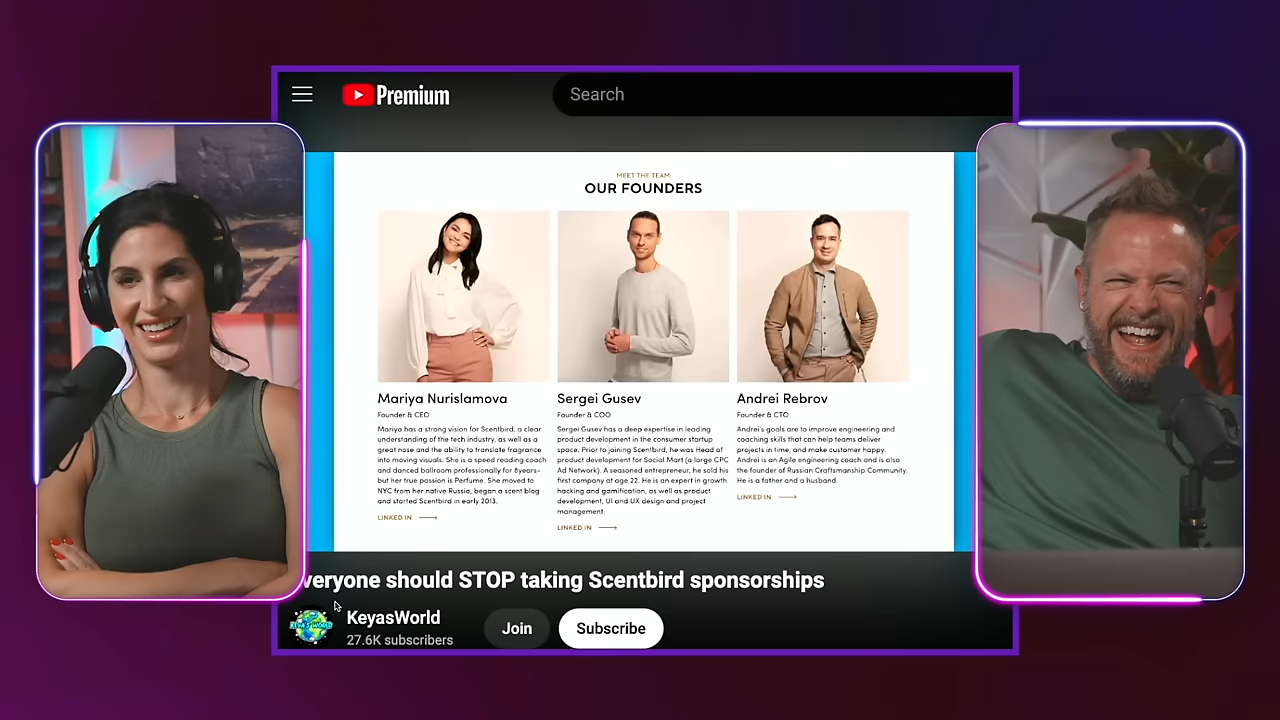 Premium
Search
MEET THE TEAM
OUR FOUNDERS
Mariya Nurislamova
Founder & CEO
Mariya has a strong vision for Scentbird, a clear
understanding of the tech industry, as well as a
great nose and the ability to translate fragrance
into moving visuals. She is a speed reading coach
and danced ballroom professionally for 8years-
but her true passion is Perfume. She moved to
NYC from her native Russia, began a scent blog
and started Scentbird in early 2013.
LINKED IN
Sergei Gusev
Founder & COO
Sergei Gusev has a deep expertise in leading
product development in the consumer startup
space. Prior to joining Scentbird, he was Head of
product development for Social Mart (a large CPC
Ad Network). A seasoned entrepreneur, he sold his
first company at age 22. He is an expert in growth
hacking and gamification, as well as product
development, UI and UX design and project
management.
LINKED IN
Andrei Rebrov
Founder & CTO
Andrei's goals are to improve engineering and
coaching skills that can help teams deliver
projects in time, and make customer happy.
Andrei is an Agile engineering coach and is also
the founder of Russian Craftsmanship Community.
He is a father and a husband.
LINKED IN
veryone should STOP taking Scentbird sponsorships
KEYA'S WORLD
KeyasWorld
27.6K subscribers
Join
Subscribe